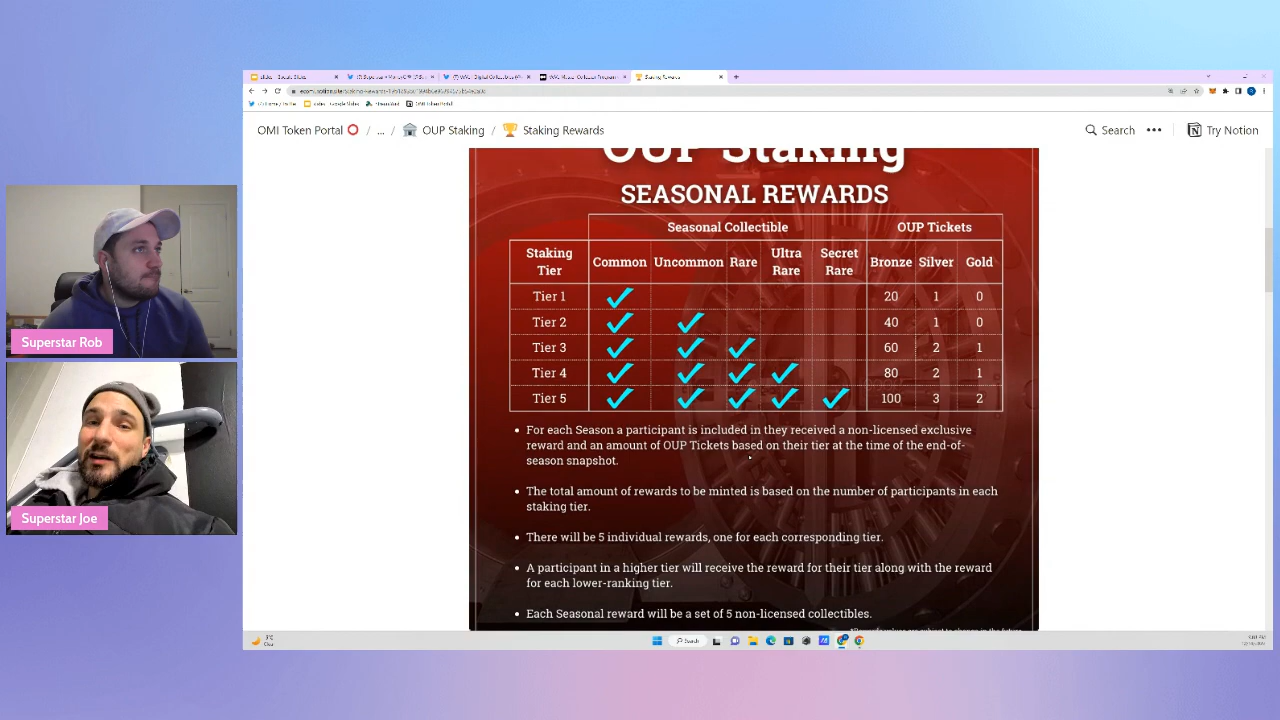 Staking Rewards
OMI Token Portal
/ ... / OUP Staking / Staking Rewards
Search ••• Try Notion
OUP Staking
SEASONAL REWARDS
Seasonal Collectible OUP Tickets
Staking Tier Common Uncommon Rare Ultra Rare Secret Rare Bronze Silver Gold
Tier 1 ✓ 20 1 0
Tier 2 ✓ ✓ 40 1 0
Tier 3 ✓ ✓ ✓ 60 2 1
Tier 4 ✓ ✓ ✓ ✓ 80 2 1
Tier 5 ✓ ✓ ✓ ✓ ✓ 100 3 2
• For each Season a participant is included in they received a non-licensed exclusive
reward and an amount of OUP Tickets based on their tier at the time of the end-of-
season snapshot.
• The total amount of rewards to be minted is based on the number of participants in each
staking tier.
• There will be 5 individual rewards, one for each corresponding tier.
• A participant in a higher tier will receive the reward for their tier along with the reward
for each lower-ranking tier.
• Each Seasonal reward will be a set of 5 non-licensed collectibles.
Superstar Rob
Superstar Joe
Search